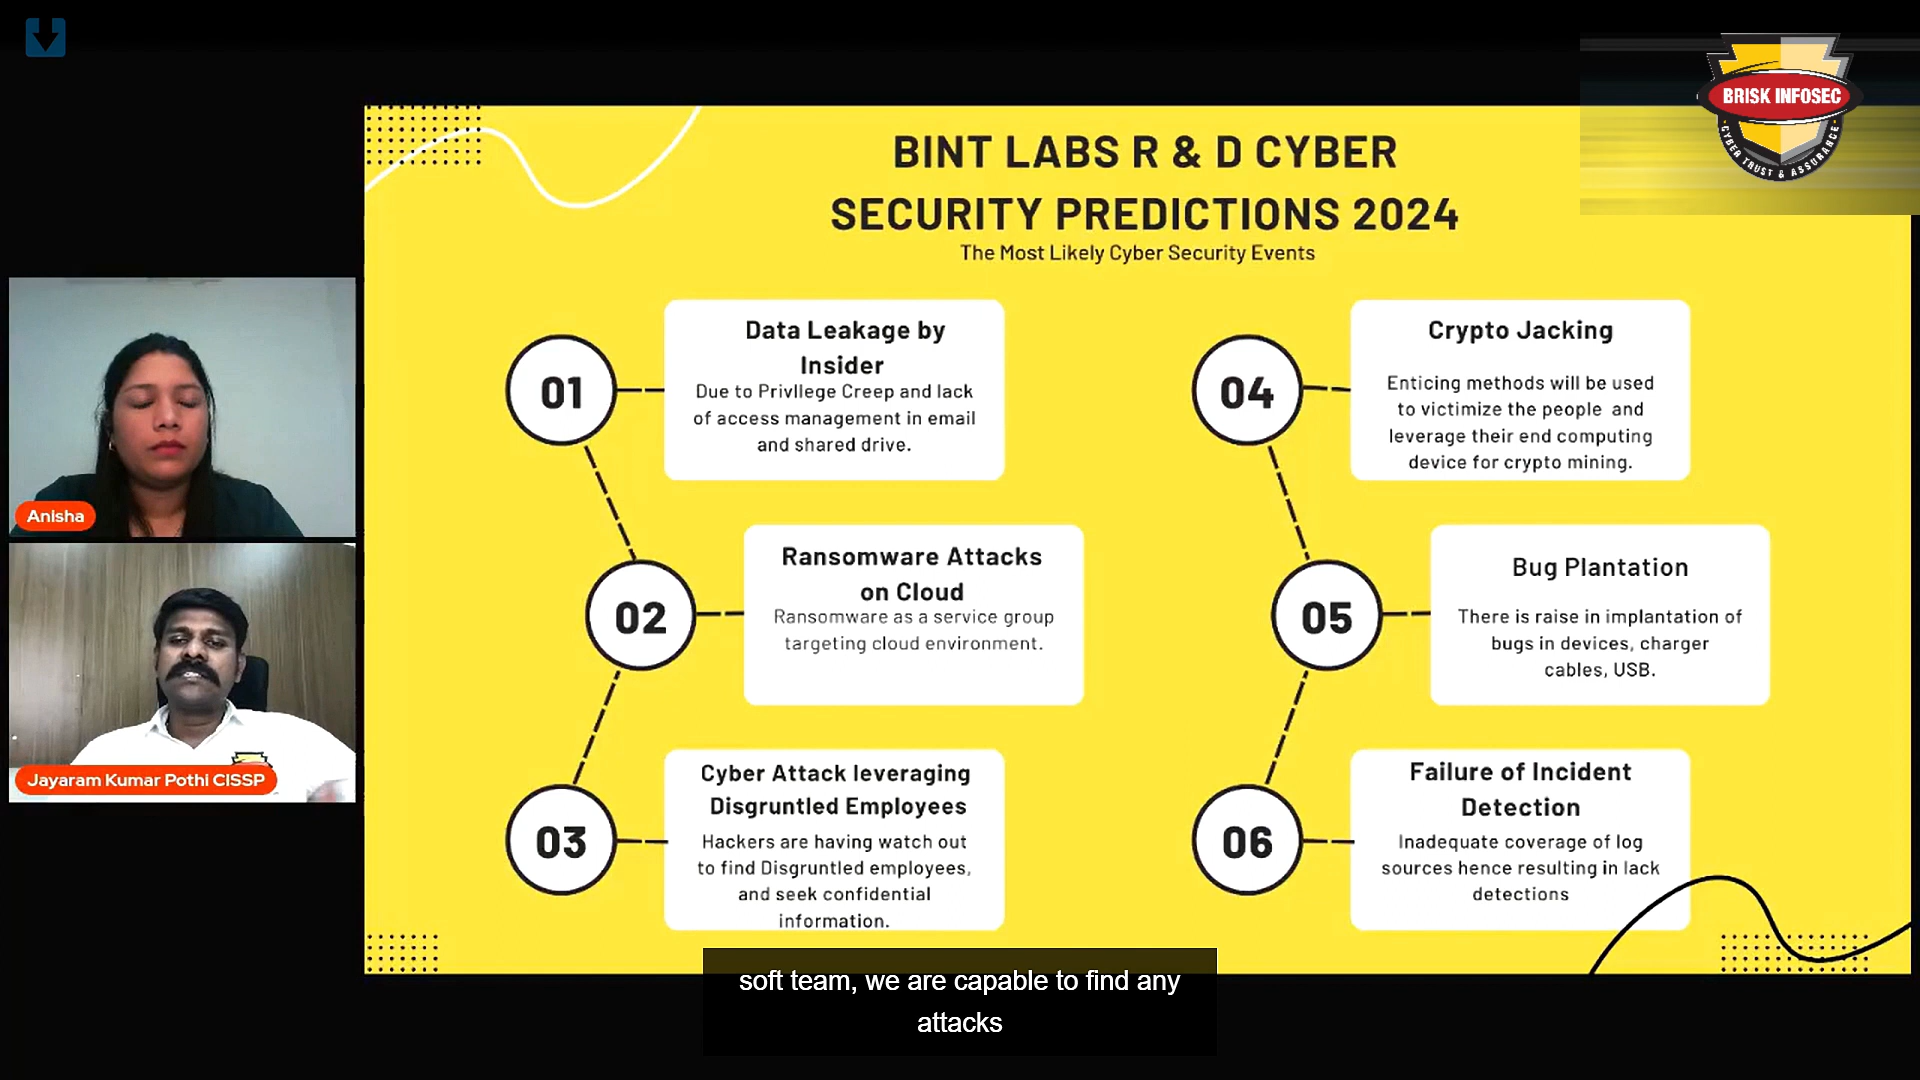 BRISK INFOSEC
CYBER TRUST & ASSURANCE
BINT LABS R & D CYBER
SECURITY PREDICTIONS 2024
The Most Likely Cyber Security Events
01
Data Leakage by
Insider
Due to Privllege Creep and lack
of access management in email
and shared drive.
02
Ransomware Attacks
on Cloud
Ransomware as a service group
targeting cloud environment.
03
Cyber Attack leveraging
Disgruntled Employees
Hackers are having watch out
to find Disgruntled employees,
and seek confidential
information.
04
Crypto Jacking
Enticing methods will be used
to victimize the people and
leverage their end computing
device for crypto mining.
05
Bug Plantation
There is raise in implantation of
bugs in devices, charger
cables, USB.
06
Failure of Incident
Detection
Inadequate coverage of log
sources hence resulting in lack
detections
Anisha
Jayaram Kumar Pothi CISSP
soft team, we are capable to find any
attacks